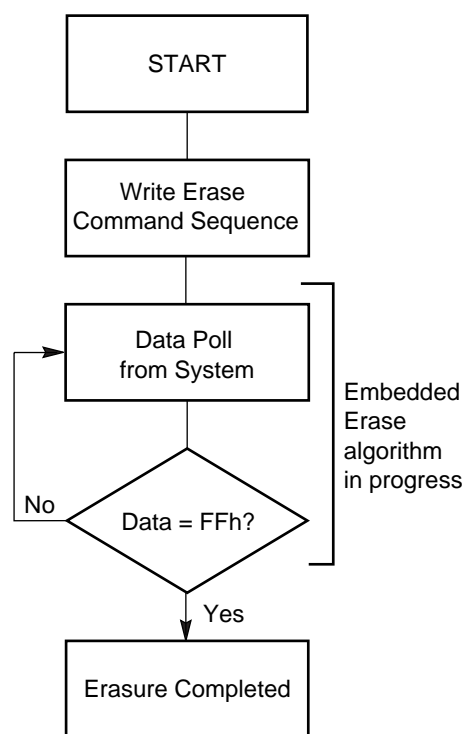 START
Write Erase
Command Sequence
Data Poll
from System
Embedded
Erase
algorithm
in progress
No
Data = FFh?
Yes
Erasure Completed